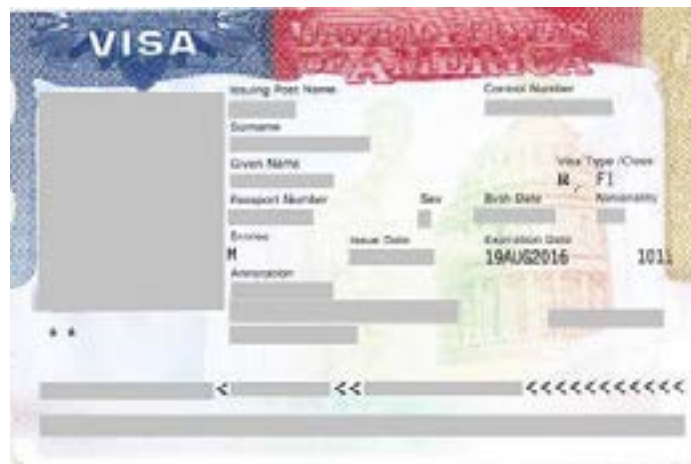 VISA UNITED STATES OF AMERICA
Issuing Post Name Control Number
Surname
Given Name Visa Type /Class
R, F1
Passport Number Sex Birth Date Nationality
Entries Issue Date Expiration Date
M 19AUG2016
Annotation
* *
< << <<<<<<<<<<<